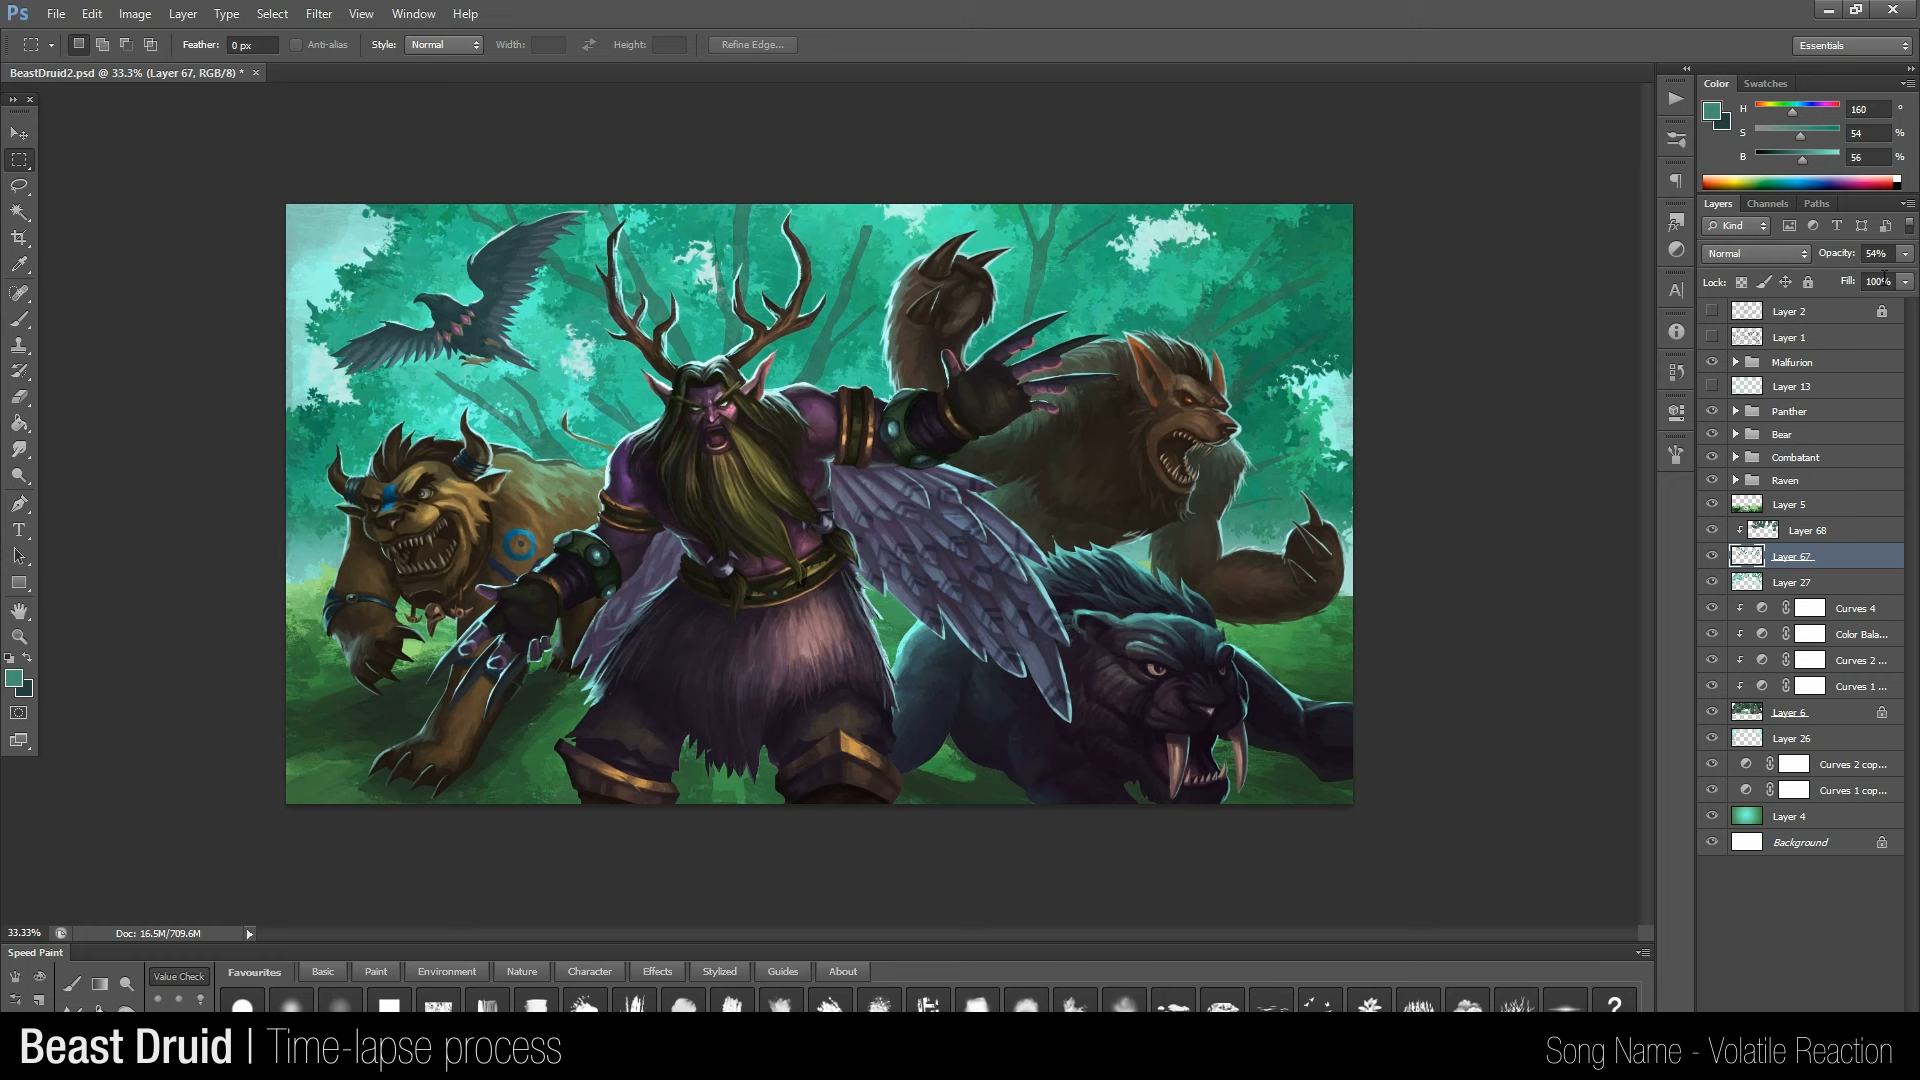 Ps File Edit Image Layer Type Select Filter View Window Help
Feather: 0 px Anti-alias Style: Normal Width: Height: Refine Edge... Essentials
BeastDruid2.psd @ 33.3% (Layer 67, RGB/8) * ×
Color Swatches
H 160 °
S 54 %
B 56 %
Layers Channels Paths
Kind
Normal Opacity: 54%
Lock: Fill: 100%
Layer 2
Layer 1
Malfurion
Layer 13
Panther
Bear
Combatant
Raven
Layer 5
Layer 68
Layer 67
Layer 27
Curves 4
Color Bala...
Curves 2 ...
Curves 1 ...
Layer 6
Layer 26
Curves 2 cop...
Curves 1 cop...
Layer 4
Background
33.33% Doc: 16.5M/709.6M
Speed Paint
Value Check Favourites Basic Paint Environment Nature Character Effects Stylized Guides About
?
Beast Druid | Time-lapse process
Song Name - Volatile Reaction